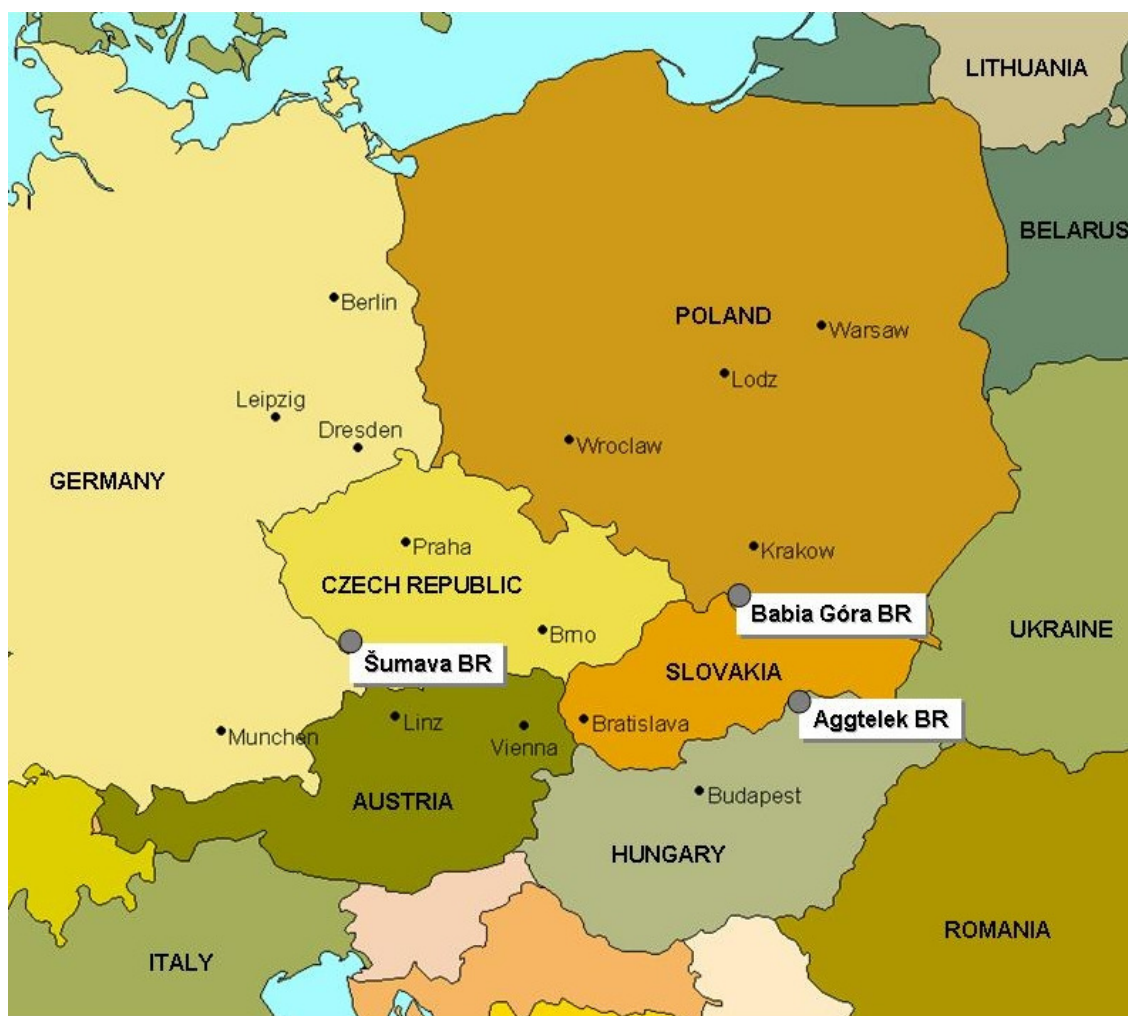 LITHUANIA
BELARUS
Berlin
POLAND
Warsaw
Lodz
Leipzig
Dresden
Wroclaw
GERMANY
Praha
Krakow
CZECH REPUBLIC
Babia Góra BR
Brno
UKRAINE
Šumava BR
SLOVAKIA
Aggtelek BR
Munchen
Linz
Vienna
Bratislava
AUSTRIA
Budapest
HUNGARY
ROMANIA
ITALY